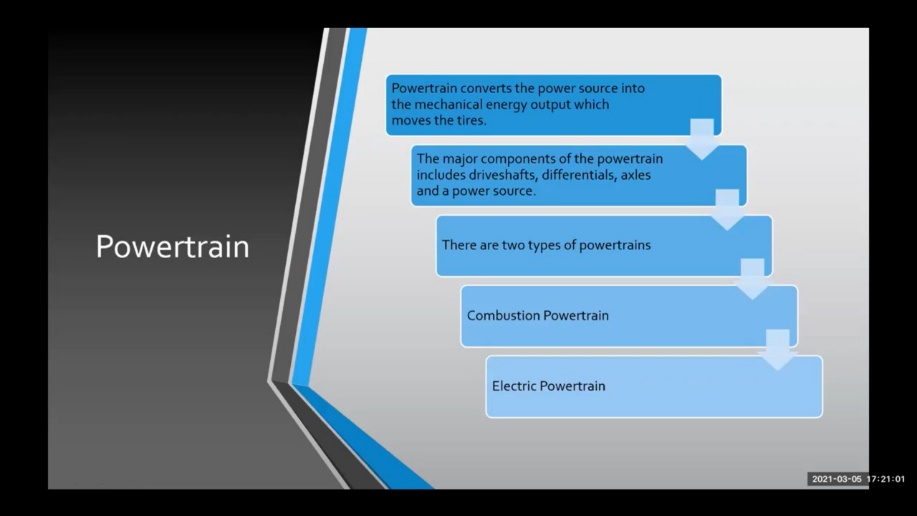 Powertrain
Powertrain converts the power source into
the mechanical energy output which
moves the tires.
The major components of the powertrain
includes driveshafts, differentials, axles
and a power source.
There are two types of powertrains
Combustion Powertrain
Electric Powertrain
2021-03-05 17:21:01